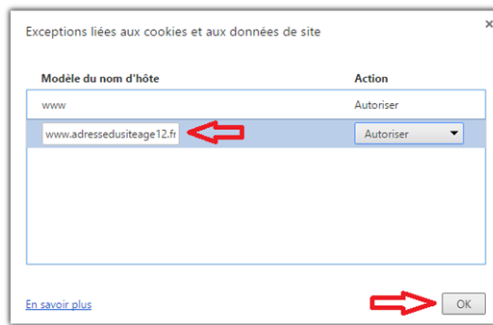 Exceptions liées aux cookies et aux données de site
×
Modèle du nom d'hôte Action
www Autoriser
www.adressedusiteage12.fr Autoriser
En savoir plus OK